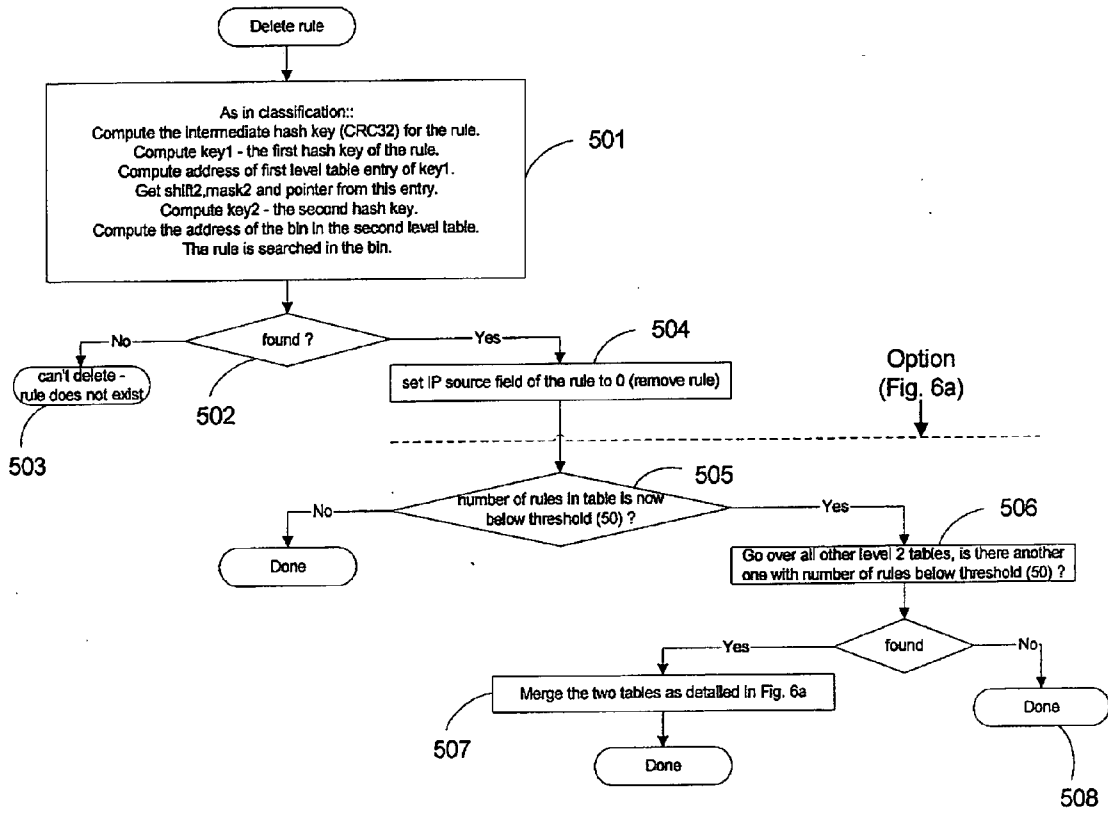 Delete rule
As in classification::
Compute the intermediate hash key (CRC32) for the rule.
Compute key1 - the first hash key of the rule.
Compute address of first level table entry of key1.
Get shift2,mask2 and pointer from this entry.
Compute key2 - the second hash key.
Compute the address of the bin in the second level table.
The rule is searched in the bin.
501
found ?
No
Yes
502
can't delete -
rule does not exist
503
504
set IP source field of the rule to 0 (remove rule)
Option
(Fig. 6a)
505
number of rules in table is now
below threshold (50) ?
No
Yes
Done
506
Go over all other level 2 tables, is there another
one with number of rules below threshold (50) ?
found
Yes
No
Merge the two tables as detailed in Fig. 6a
507
Done
Done
508